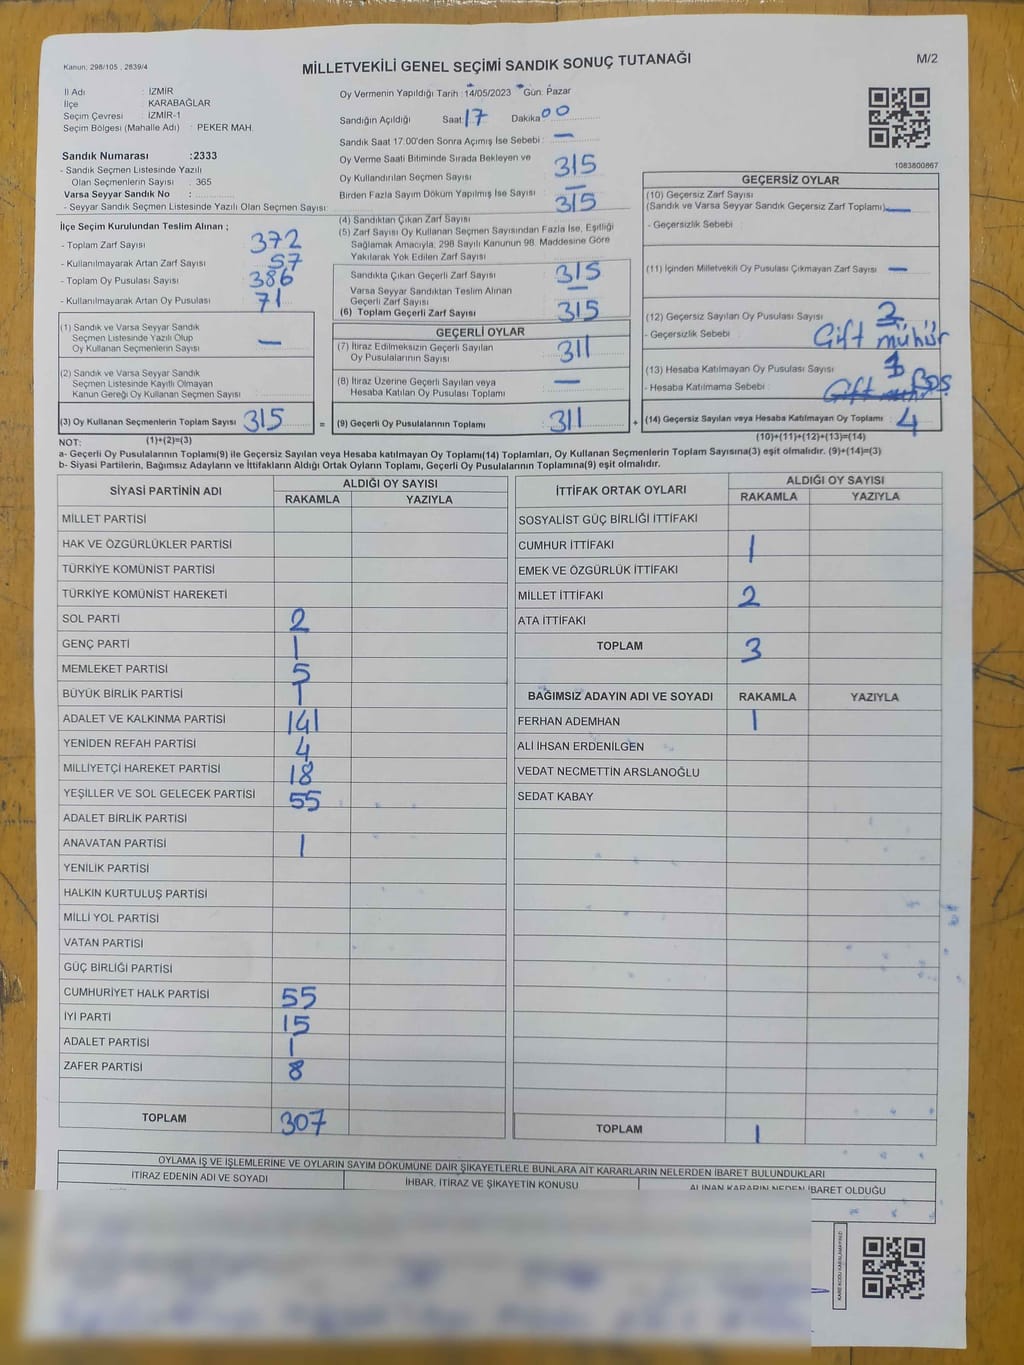 Kanun, 298/105 , 2839/4
MİLLETVEKİLİ GENEL SEÇİMİ SANDIK SONUÇ TUTANAĞI
M/2
İl Adı : İZMİR
İlçe : KARABAĞLAR
Seçim Çevresi : İZMİR-1
Seçim Bölgesi (Mahalle Adı) : PEKER MAH.
Sandık Numarası :2333
- Sandık Seçmen Listesinde Yazılı
Olan Seçmenlerin Sayısı : 365
Varsa Seyyar Sandık No :
- Seyyar Sandık Seçmen Listesinde Yazılı Olan Seçmen Sayısı:
Oy Vermenin Yapıldığı Tarih :14/05/2023 Gün: Pazar
Sandığın Açıldığı Saat: 17 Dakika 00
Sandık Saat 17:00'den Sonra Açımış İse Sebebi : —
Oy Verme Saati Bitiminde Sırada Bekleyen ve
Oy Kullandırılan Seçmen Sayısı 315
Birden Fazla Sayım Döküm Yapılmış İse Sayısı —
(4) Sandıktan Çıkan Zarf Sayısı 315
(5) Zarf Sayısı Oy Kullanan Seçmen Sayısından Fazla İse, Eşitliği
Sağlamak Amacıyla, 298 Sayılı Kanunun 98. Maddesine Göre
Yakılarak Yok Edilen Zarf Sayısı
Sandıkta Çıkan Geçerli Zarf Sayısı 315
Varsa Seyyar Sandıktan Teslim Alınan
Geçerli Zarf Sayısı —
(6) Toplam Geçerli Zarf Sayısı 315
1083800867
İlçe Seçim Kurulundan Teslim Alınan ;
- Toplam Zarf Sayısı 372
- Kullanılmayarak Artan Zarf Sayısı 57
- Toplam Oy Pusulası Sayısı 386
- Kullanılmayarak Artan Oy Pusulası 71
(1) Sandık ve Varsa Seyyar Sandık
Seçmen Listesinde Yazılı Olup
Oy Kullanan Seçmenlerin Sayısı —
(2) Sandık ve Varsa Seyyar Sandık
Seçmen Listesinde Kayıtlı Olmayan
Kanun Gereği Oy Kullanan Seçmen Sayısı
(3) Oy Kullanan Seçmenlerin Toplam Sayısı 315 =
(1)+(2)=(3)
GEÇERLİ OYLAR
(7) İtiraz Edilmeksizin Geçerli Sayılan
Oy Pusulalarının Sayısı 311
(8) İtiraz Üzerine Geçerli Sayılan veya
Hesaba Katılan Oy Pusulası Toplamı —
(9) Geçerli Oy Pusulalarının Toplamı 311 +
GEÇERSİZ OYLAR
(10) Geçersiz Zarf Sayısı
(Sandık ve Varsa Seyyar Sandık Geçersiz Zarf Toplamı) —
- Geçersizlik Sebebi :
(11) İçinden Milletvekili Oy Pusulası Çıkmayan Zarf Sayısı —
(12) Geçersiz Sayılan Oy Pusulası Sayısı 3
- Geçersizlik Sebebi Çift mühür
(13) Hesaba Katılmayan Oy Pusulası Sayısı 1
- Hesaba Katılmama Sebebi : Boş
(14) Geçersiz Sayılan veya Hesaba Katılmayan Oy Toplamı 4
(10)+(11)+(12)+(13)=(14)
NOT:
a- Geçerli Oy Pusulaları Toplamı(9) ile Geçersiz Sayılan veya Hesaba Katılmayan Oy Toplamı(14) Toplamları, Oy Kullanan Seçmenlerin Toplam Sayısına(3) eşit olmalıdır. (9)+(14)=(3)
b- Siyasi Partilerin, Bağımsız Adayların ve İttifakların Aldığı Ortak Oyların Toplamı, Geçerli Oy Pusulalarının Toplamına(9) eşit olmalıdır.
SİYASİ PARTİNİN ADI ALDIĞI OY SAYISI
RAKAMLA YAZIYLA
MİLLET PARTİSİ
HAK VE ÖZGÜRLÜKLER PARTİSİ
TÜRKİYE KOMÜNİST PARTİSİ
TÜRKİYE KOMÜNİST HAREKETİ
SOL PARTİ 2
GENÇ PARTİ 1
MEMLEKET PARTİSİ 5
BÜYÜK BİRLİK PARTİSİ 1
ADALET VE KALKINMA PARTİSİ 141
YENİDEN REFAH PARTİSİ 4
MİLLİYETÇİ HAREKET PARTİSİ 18
YEŞİLLER VE SOL GELECEK PARTİSİ 55
ADALET BİRLİK PARTİSİ
ANAVATAN PARTİSİ 1
YENİLİK PARTİSİ
HALKIN KURTULUŞ PARTİSİ
MİLLİ YOL PARTİSİ
VATAN PARTİSİ
GÜÇ BİRLİĞİ PARTİSİ
CUMHURİYET HALK PARTİSİ 55
İYİ PARTİ 15
ADALET PARTİSİ 1
ZAFER PARTİSİ 8
TOPLAM 307
İTTİFAK ORTAK OYLARI ALDIĞI OY SAYISI
RAKAMLA YAZIYLA
SOSYALİST GÜÇ BİRLİĞİ İTTİFAKI
CUMHUR İTTİFAKI 1
EMEK VE ÖZGÜRLÜK İTTİFAKI
MİLLET İTTİFAKI 2
ATA İTTİFAKI
TOPLAM 3
BAĞIMSIZ ADAYIN ADI VE SOYADI RAKAMLA YAZIYLA
FERHAN ADEMHAN 1
ALİ İHSAN ERDENİLGEN
VEDAT NECMETTİN ARSLANOĞLU
SEDAT KABAY
TOPLAM 1
OYLAMA İŞ VE İŞLEMLERİNE VE OYLARIN SAYIM DÖKÜMÜNE DAİR ŞİKAYETLERLE BUNLARA AİT KARARLARIN NELERDEN İBARET BULUNDUKLARI
İTİRAZ EDENİN ADI VE SOYADI İHBAR, İTİRAZ VE ŞİKAYETİN KONUSU ALINAN KARARIN NEDEN İBARET OLDUĞU